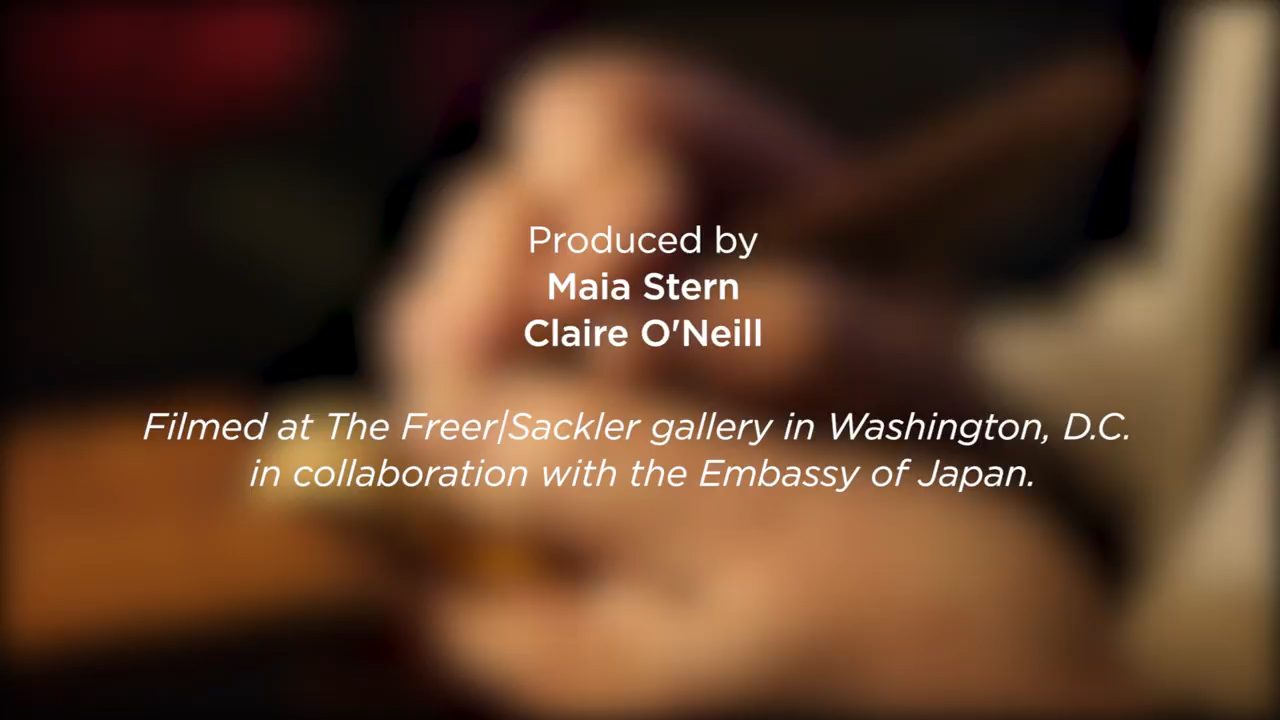 Produced by
Maia Stern
Claire O'Neill
Filmed at The Freer|Sackler gallery in Washington, D.C.
in collaboration with the Embassy of Japan.